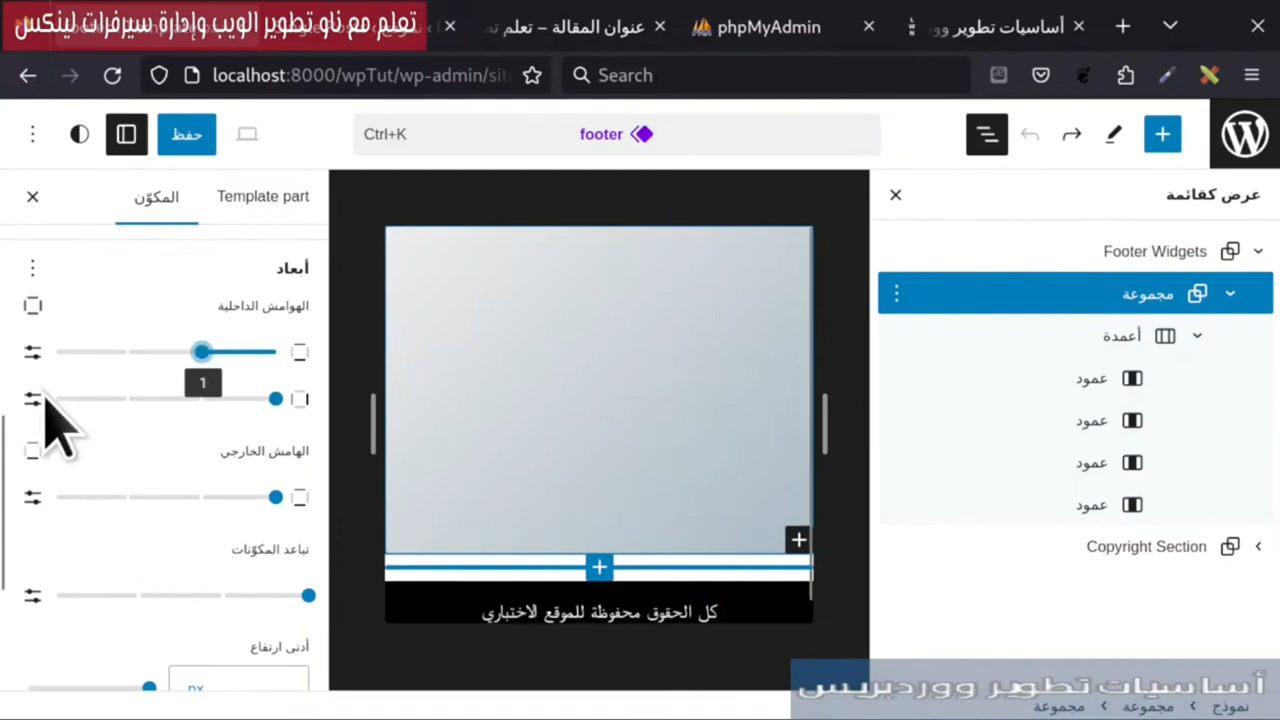 تعلم مع ناو تطوير الويب وإدارة سيرفرات لينكس
عنوان المقالة – تعلم تد
phpMyAdmin
أساسيات تطوير وور
localhost:8000/wpTut/wp-admin/sit
Search
حفظ
Ctrl+K
footer
المكوّن
Template part
عرض كقائمة
أبعاد
الهوامش الداخلية
1
الهامش الخارجي
تباعد المكوّنات
أدنى ارتفاع
px
كل الحقوق محفوظة للموقع الاختباري
Footer Widgets
مجموعة
أعمدة
عمود
عمود
عمود
عمود
Copyright Section
أساسيات تطوير ووردبريس
نموذج
مجموعة
مجموعة